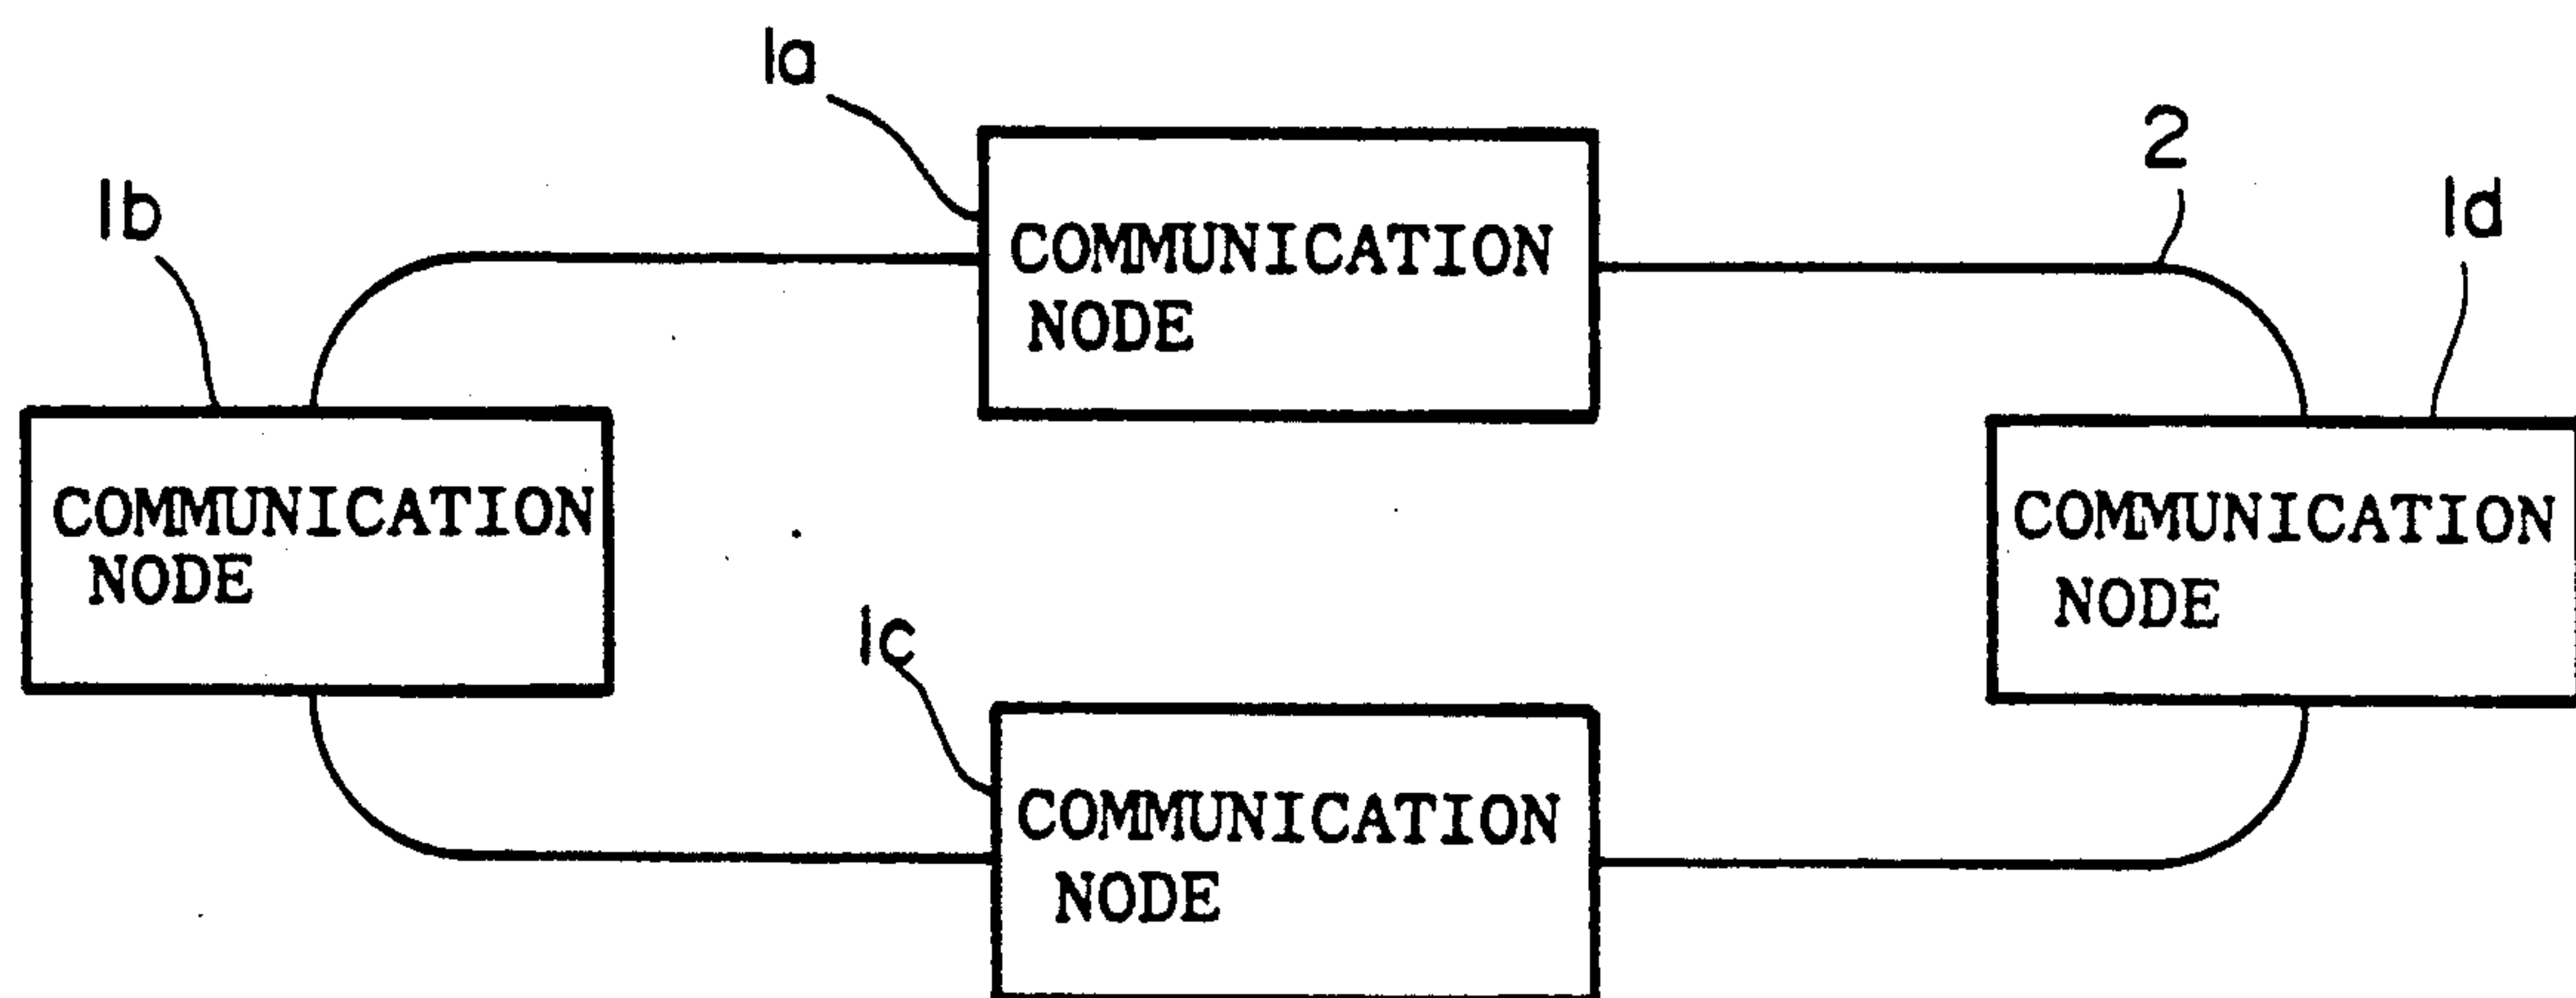 1a
2
1b
1d
COMMUNICATION
NODE
COMMUNICATION
NODE
COMMUNICATION
NODE
1c
COMMUNICATION
NODE